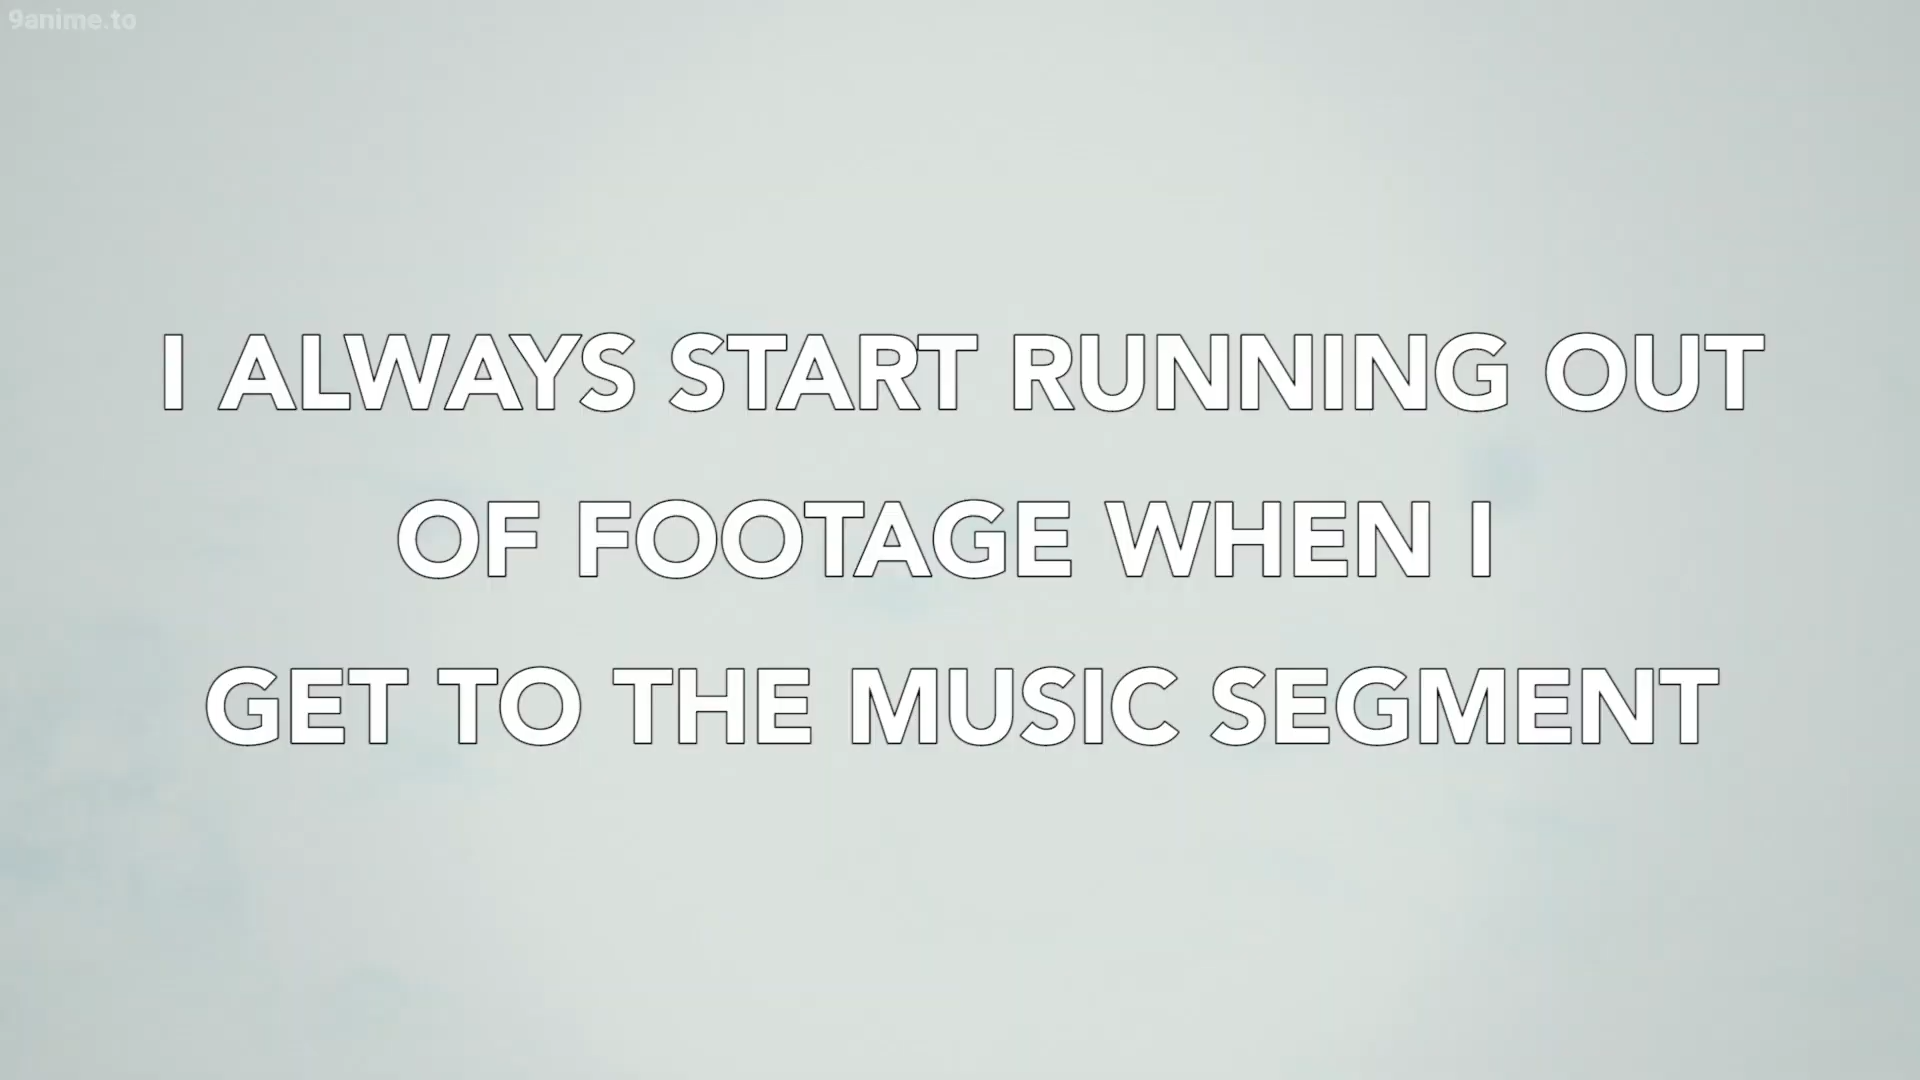 9anime.to
I ALWAYS START RUNNING OUT
OF FOOTAGE WHEN I
GET TO THE MUSIC SEGMENT